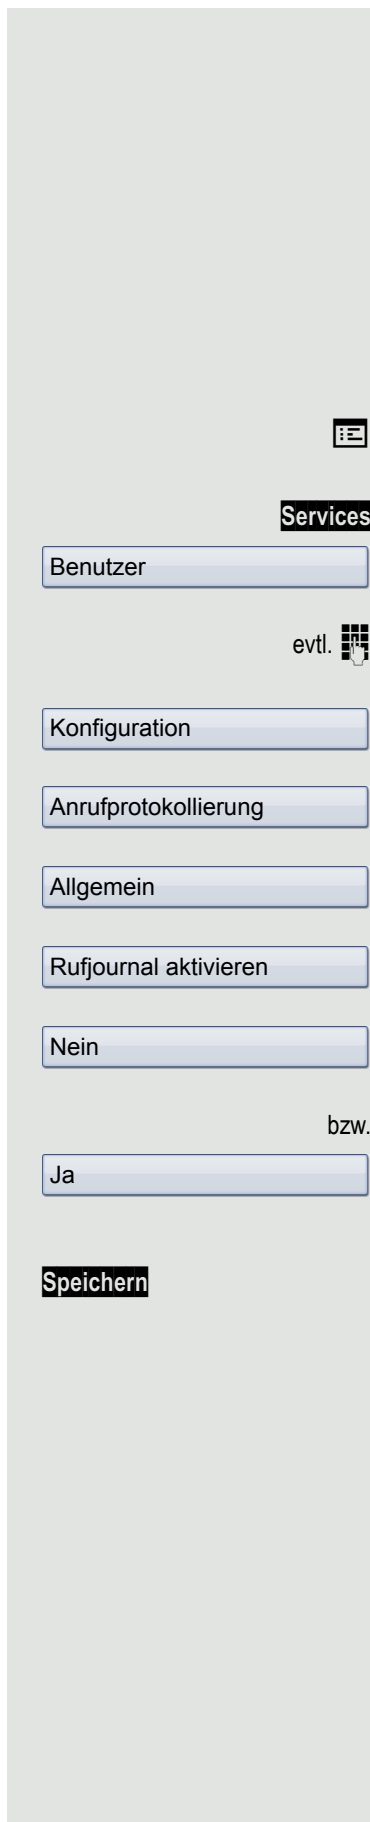 Services
Benutzer
evtl.
Konfiguration
Anrufprotokollierung
Allgemein
Rufjournal aktivieren
Nein
bzw.
Ja
Speichern